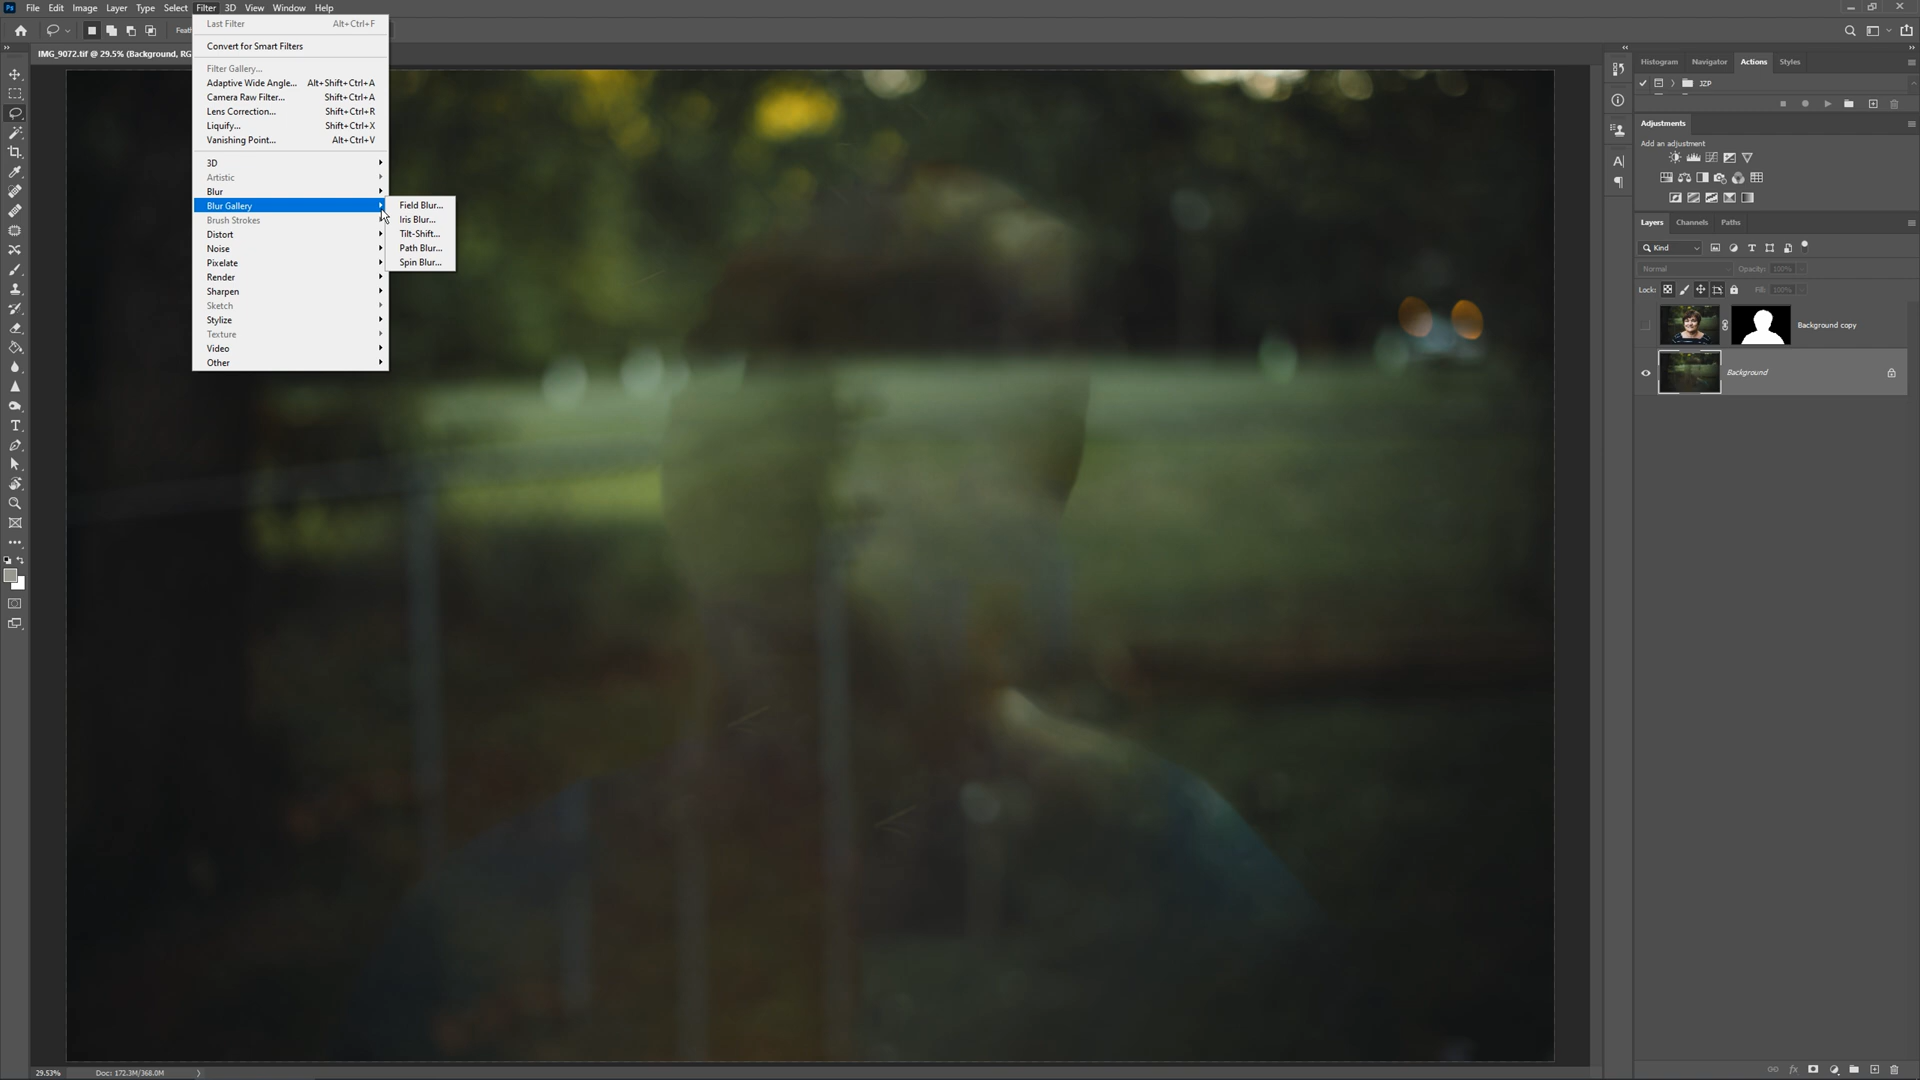 Ps File Edit Image Layer Type Select Filter 3D View Window Help
Feath
IMG_9072.tif @ 29.5% (Background, RG
Last Filter Alt+Ctrl+F
Convert for Smart Filters
Filter Gallery...
Adaptive Wide Angle... Alt+Shift+Ctrl+A
Camera Raw Filter... Shift+Ctrl+A
Lens Correction... Shift+Ctrl+R
Liquify... Shift+Ctrl+X
Vanishing Point... Alt+Ctrl+V
3D
Artistic
Blur
Blur Gallery
Brush Strokes
Distort
Noise
Pixelate
Render
Sharpen
Sketch
Stylize
Texture
Video
Other
Field Blur...
Iris Blur...
Tilt-Shift...
Path Blur...
Spin Blur...
Histogram Navigator Actions Styles
JZP
Adjustments
Add an adjustment
Layers Channels Paths
Kind
Normal Opacity: 100%
Lock: Fill: 100%
Background copy
Background
29.53% Doc: 172.3M/368.0M